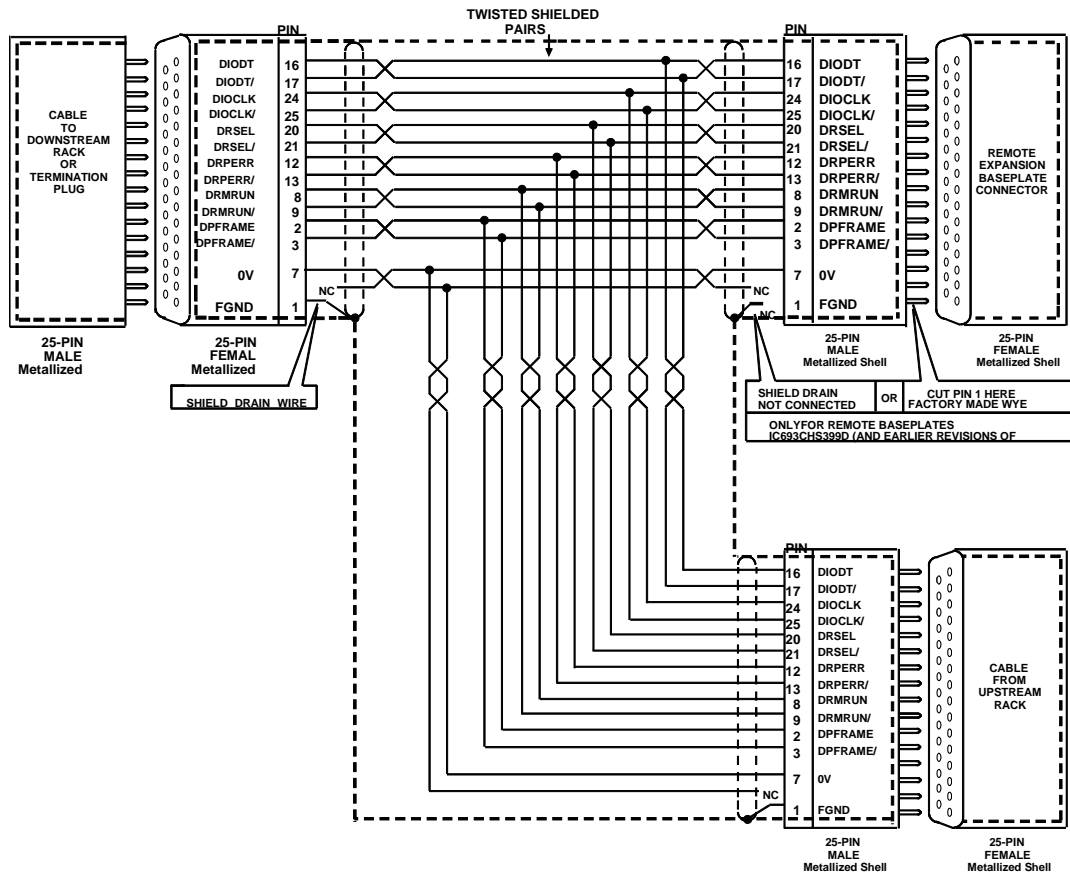 TWISTED SHIELDED
PAIRS
PIN
CABLE
TO
DOWNSTREAM
RACK
OR
TERMINATION
PLUG
DIODT 16
DIODT/ 17
DIOCLK 24
DIOCLK/ 25
DRSEL 20
DRSEL/ 21
DRPERR 12
DRPERR/ 13
DRMRUN 8
DRMRUN/ 9
DPFRAME 2
DPFRAME/ 3
0V 7
NC
FGND 1
25-PIN
MALE
Metallized
25-PIN
FEMAL
Metallized
SHIELD DRAIN WIRE
PIN
16 DIODT
17 DIODT/
24 DIOCLK
25 DIOCLK/
20 DRSEL
21 DRSEL/
12 DRPERR
13 DRPERR/
8 DRMRUN
9 DRMRUN/
2 DPFRAME
3 DPFRAME/
7 0V
NC
1 FGND
NC
REMOTE
EXPANSION
BASEPLATE
CONNECTOR
25-PIN
MALE
Metallized Shell
25-PIN
FEMALE
Metallized Shell
SHIELD DRAIN
NOT CONNECTED
OR
CUT PIN 1 HERE
FACTORY MADE WYE
ONLYFOR REMOTE BASEPLATES
IC693CHS399D (AND EARLIER REVISIONS OF
PIN
16 DIODT
17 DIODT/
24 DIOCLK
25 DIOCLK/
20 DRSEL
21 DRSEL/
12 DRPERR
13 DRPERR/
8 DRMRUN
9 DRMRUN/
2 DPFRAME
3 DPFRAME/
7 0V
NC
1 FGND
CABLE
FROM
UPSTREAM
RACK
25-PIN
MALE
Metallized Shell
25-PIN
FEMALE
Metallized Shell